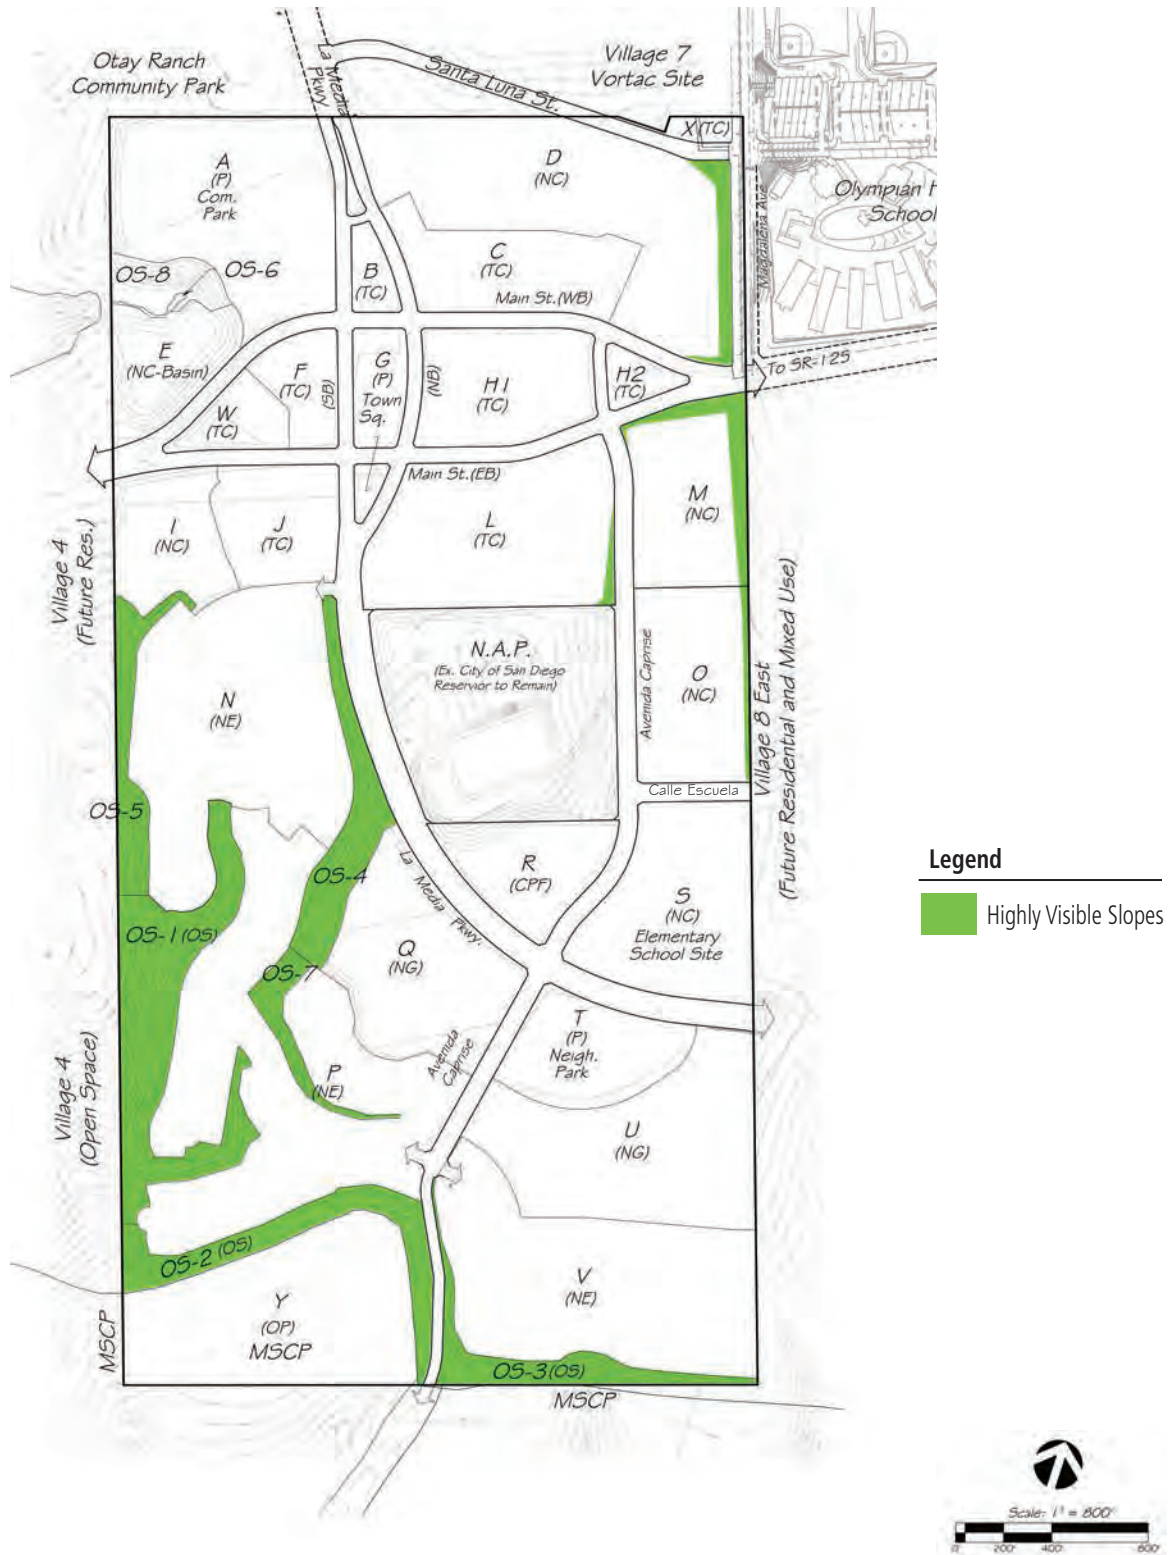 Otay Ranch
Community Park
La Media
Pkwy
Santa Luna St.
Village 7
Vortac Site
X (TC)
A
(P)
Com.
Park
D
(NC)
Olympian H
School
Magdalena Ave
OS-8
OS-6
B
(TC)
C
(TC)
Main St.(WB)
E
(NC-Basin)
F
(TC)
(SB)
G
(P)
Town
Sq.
(NB)
H1
(TC)
H2
(TC)
To SR-125
W
(TC)
Main St.(EB)
I
(NC)
J
(TC)
L
(TC)
M
(NC)
Village 4
(Future Res.)
N
(NE)
N.A.P.
(Ex. City of San Diego
Reservior to Remain)
Avenida Caprise
O
(NC)
Village 8 East
(Future Residential and Mixed Use)
Calle Escuela
OS-5
OS-4
La Media Pkwy.
R
(CPF)
S
(NC)
Elementary
School Site
OS-1 (OS)
OS-7
Q
(NG)
T
(P)
Neigh.
Park
Avenida
Caprise
P
(NE)
Village 4
(Open Space)
U
(NG)
OS-2 (OS)
V
(NE)
Y
(OP)
MSCP
MSCP
OS-3 (OS)
MSCP
Legend
Highly Visible Slopes
Scale: 1" = 800'
0' 200' 400' 800'